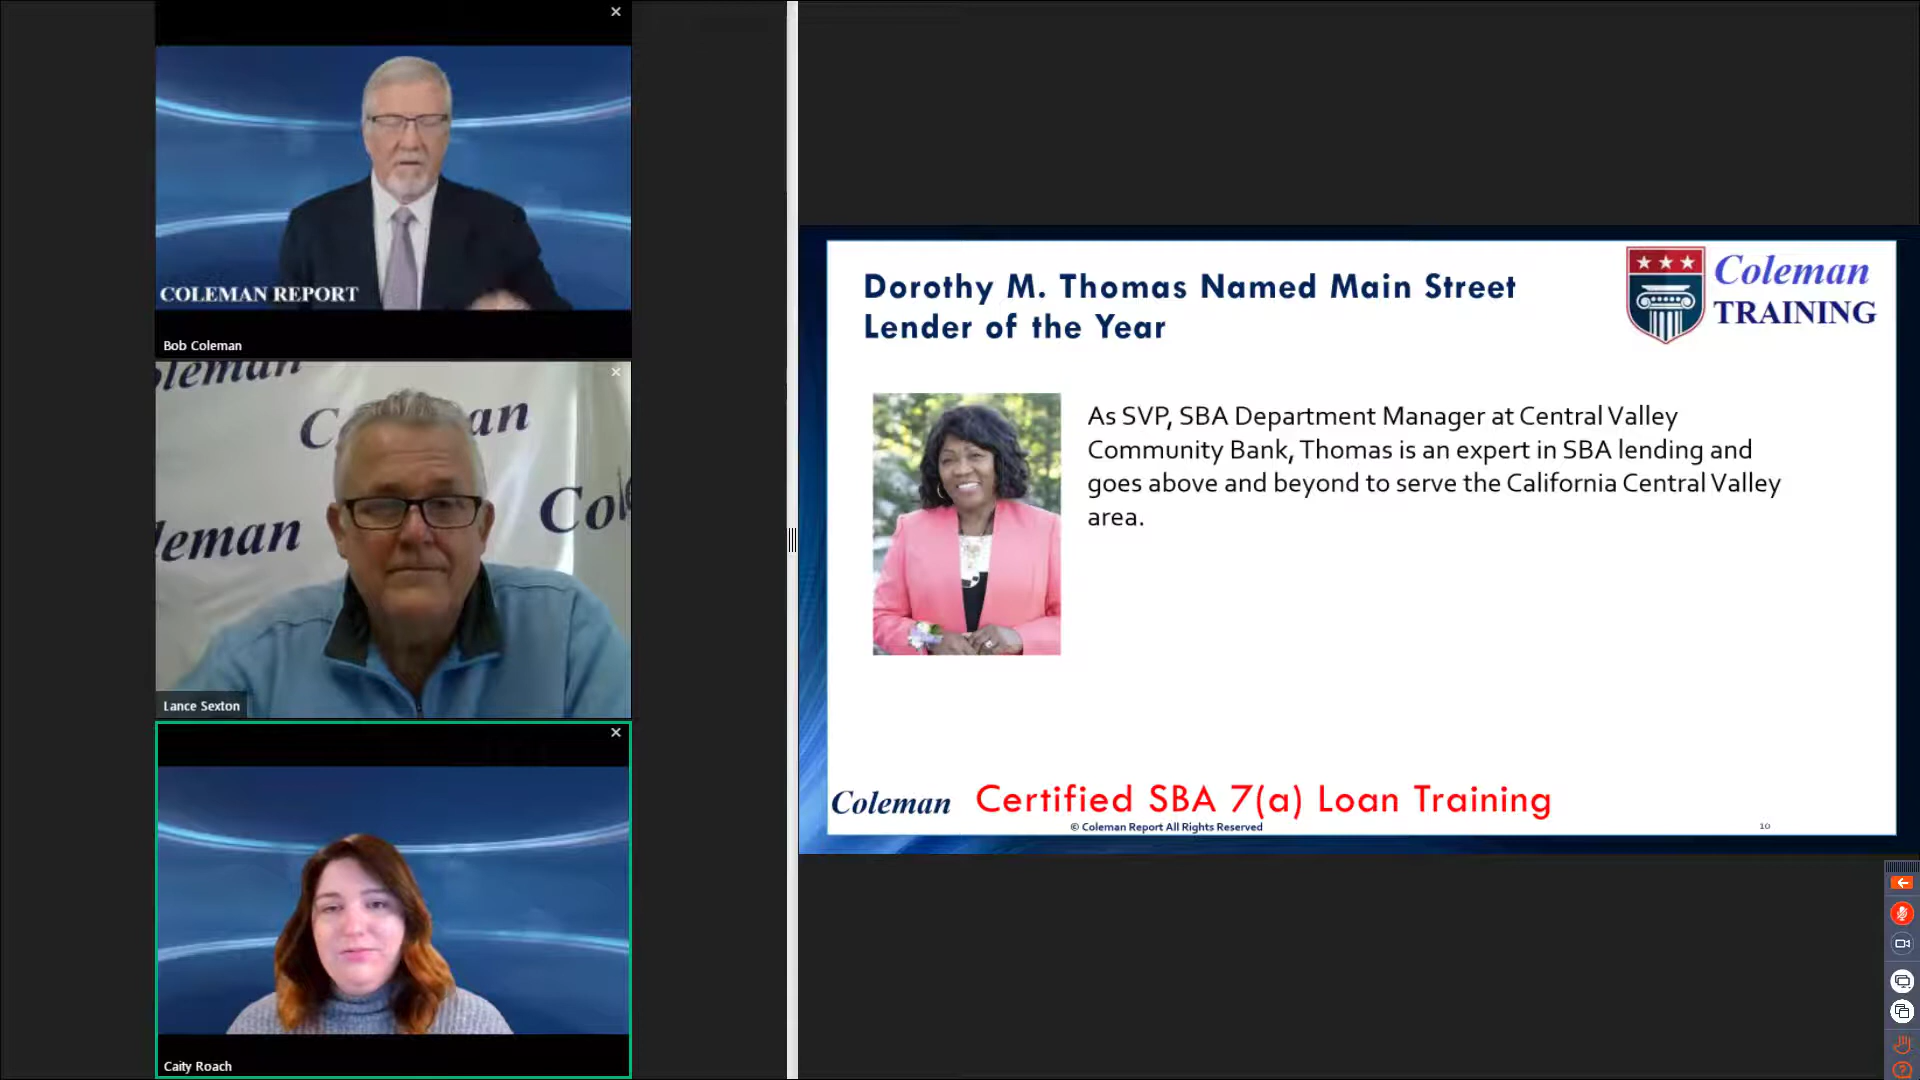 COLEMAN REPORT
Bob Coleman
Coleman
leman
Lance Sexton
Caity Roach
Dorothy M. Thomas Named Main Street
Lender of the Year
Coleman
TRAINING
As SVP, SBA Department Manager at Central Valley
Community Bank, Thomas is an expert in SBA lending and
goes above and beyond to serve the California Central Valley
area.
Coleman
Certified SBA 7(a) Loan Training
© Coleman Report All Rights Reserved
10